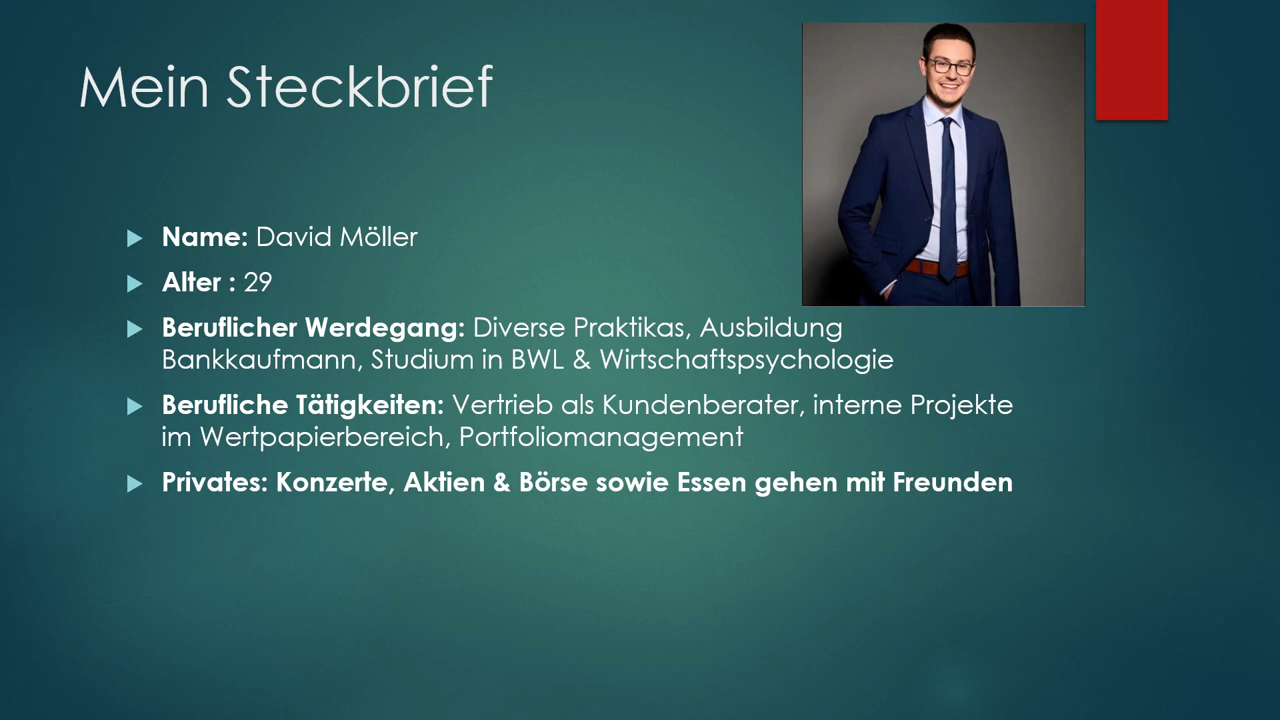 Mein Steckbrief
Name: David Möller
Alter : 29
Beruflicher Werdegang: Diverse Praktikas, Ausbildung
Bankkaufmann, Studium in BWL & Wirtschaftspsychologie
Berufliche Tätigkeiten: Vertrieb als Kundenberater, interne Projekte
im Wertpapierbereich, Portfoliomanagement
Privates: Konzerte, Aktien & Börse sowie Essen gehen mit Freunden